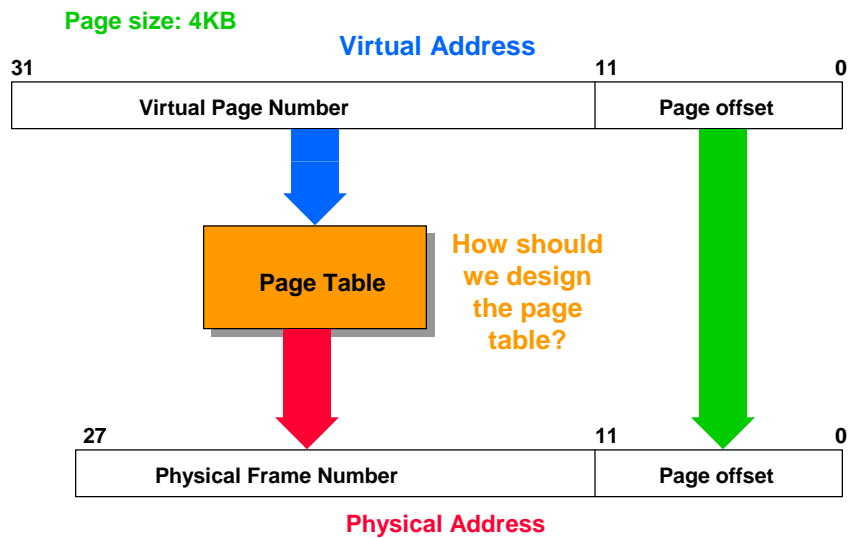 Page size: 4KB
Virtual Address
31 11 0
Virtual Page Number Page offset
Page Table
How should
we design
the page
table?
27 11 0
Physical Frame Number Page offset
Physical Address